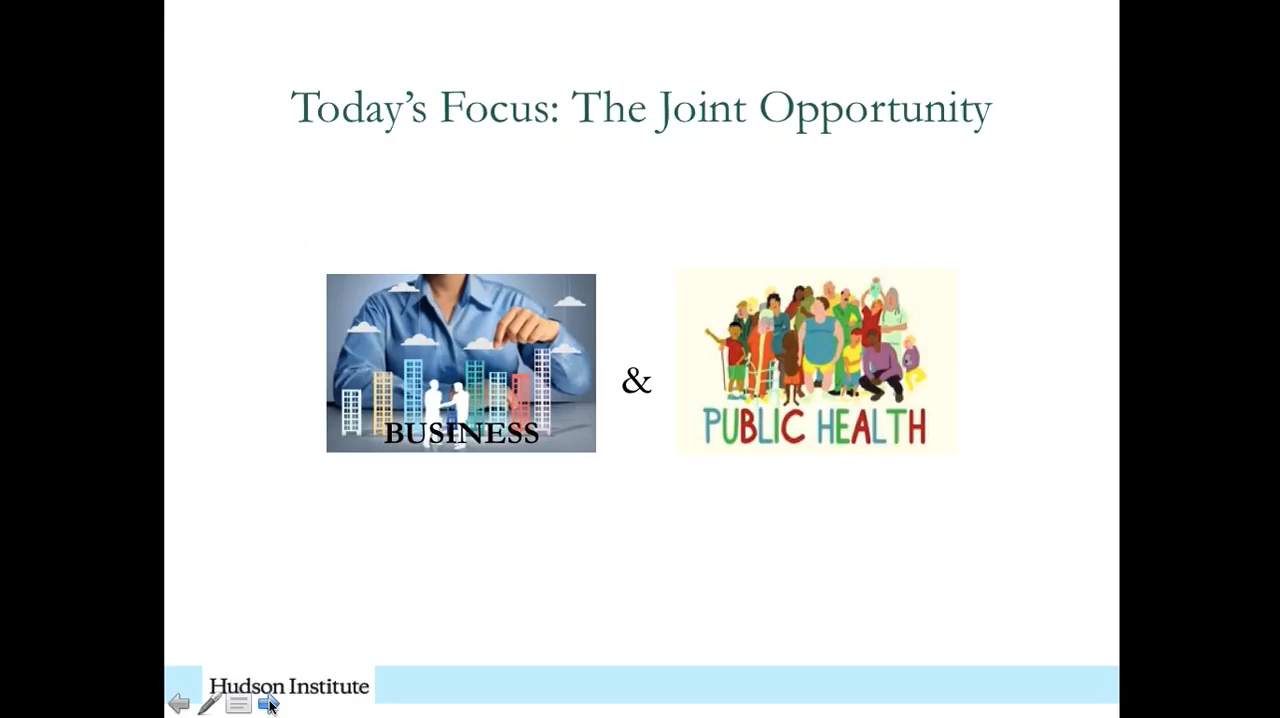 Today's Focus: The Joint Opportunity
BUSINESS
&
PUBLIC HEALTH
Hudson Institute